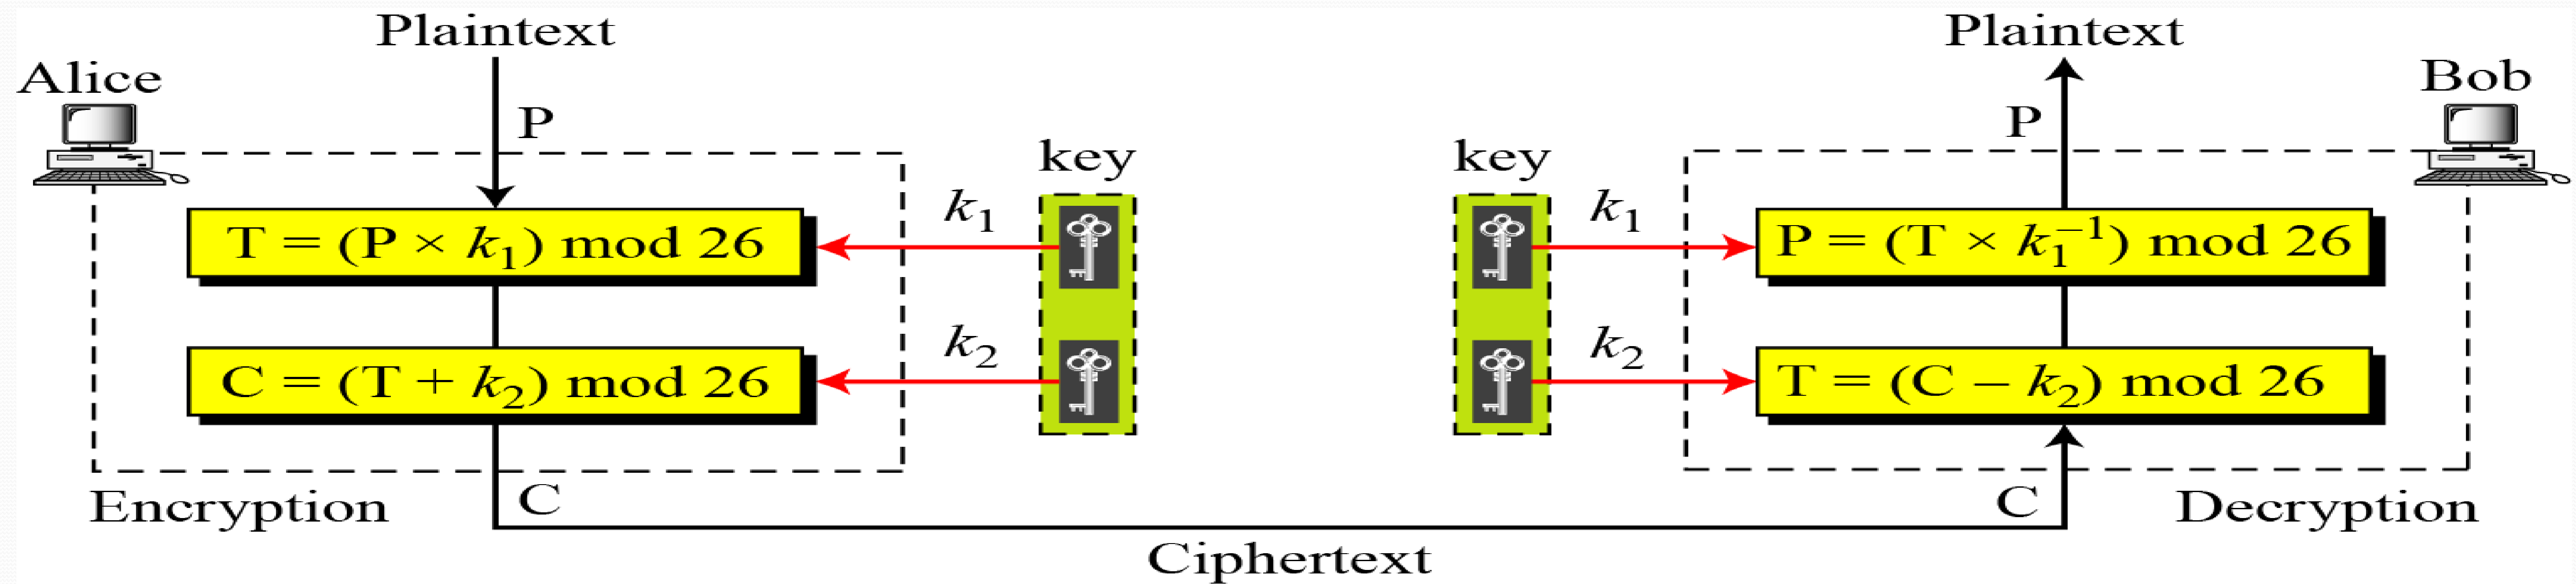 Plaintext
Plaintext
Alice
Bob
P
P
key
key
k₁
k₁
T = (P × k₁) mod 26
P = (T × k₁⁻¹) mod 26
k₂
k₂
C = (T + k₂) mod 26
T = (C – k₂) mod 26
Encryption
C
C
Decryption
Ciphertext